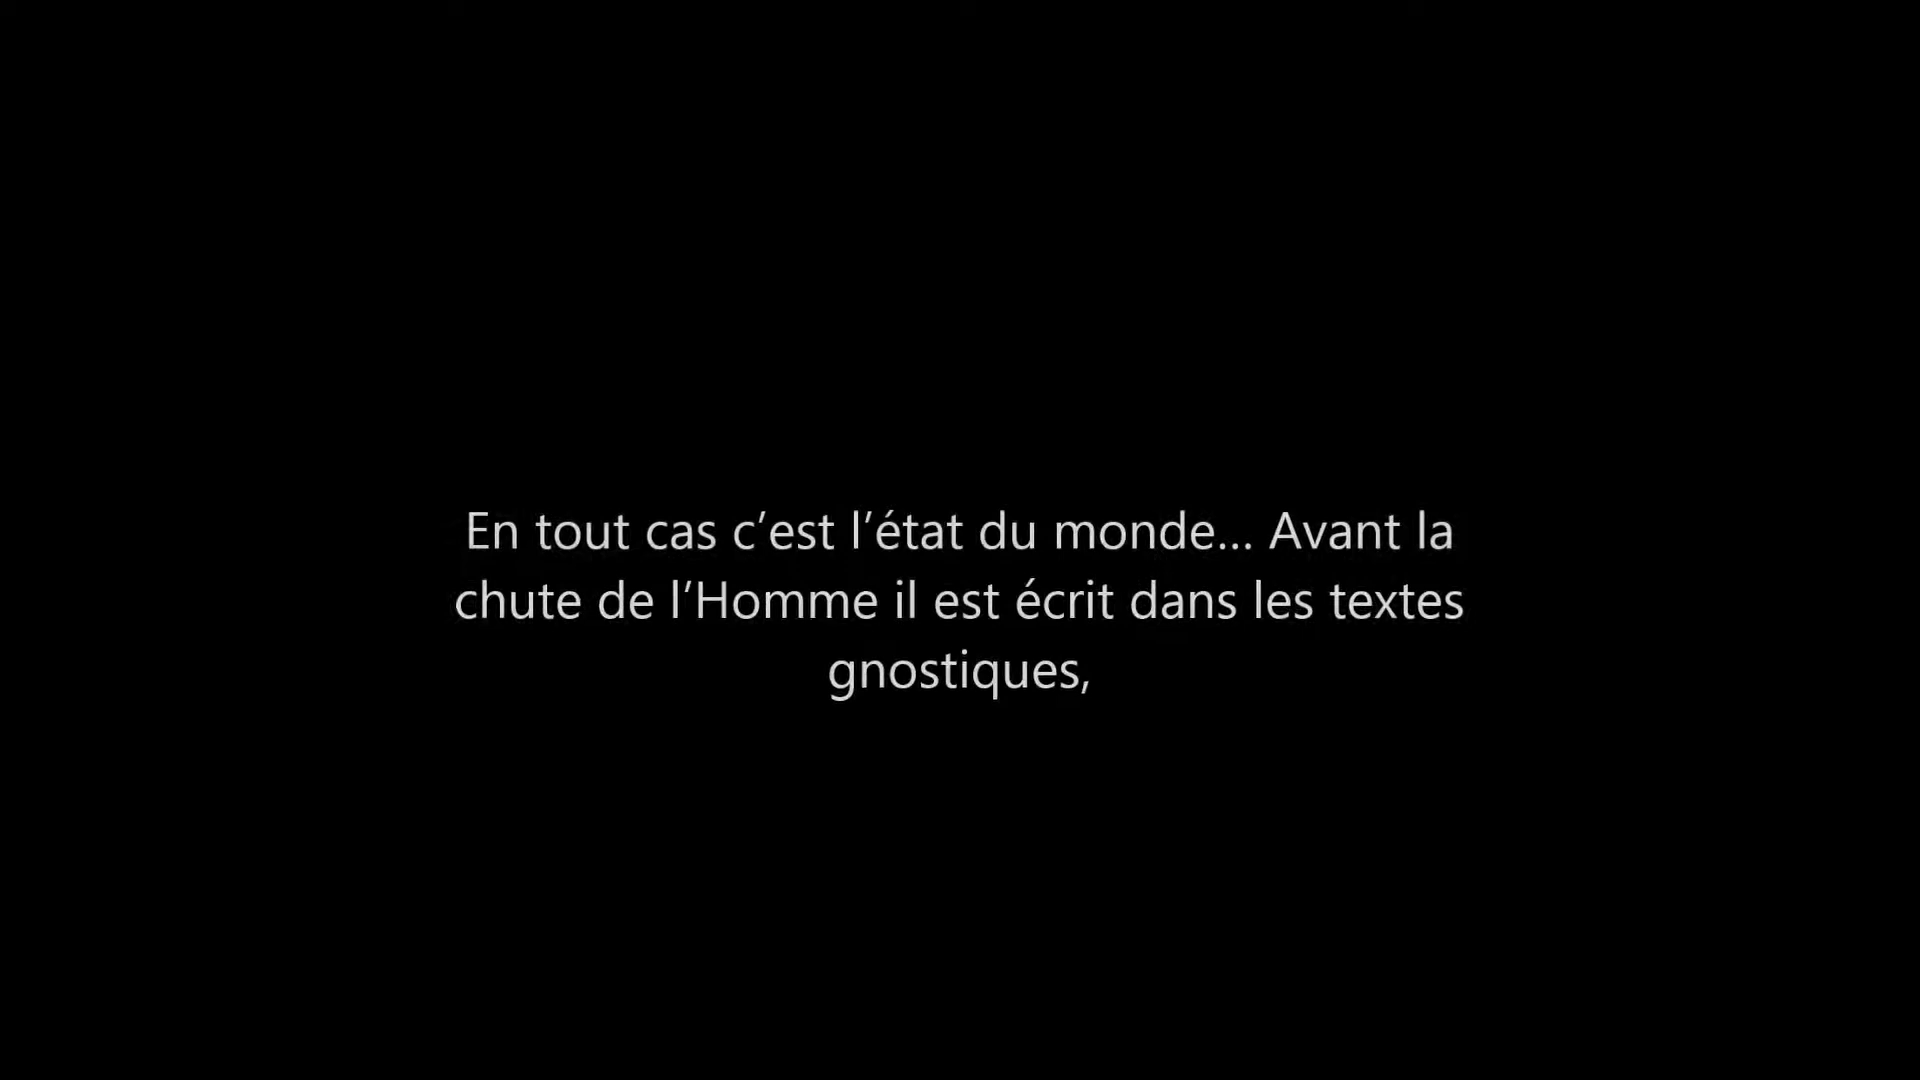 En tout cas c’est l’état du monde… Avant la
chute de l’Homme il est écrit dans les textes
gnostiques,